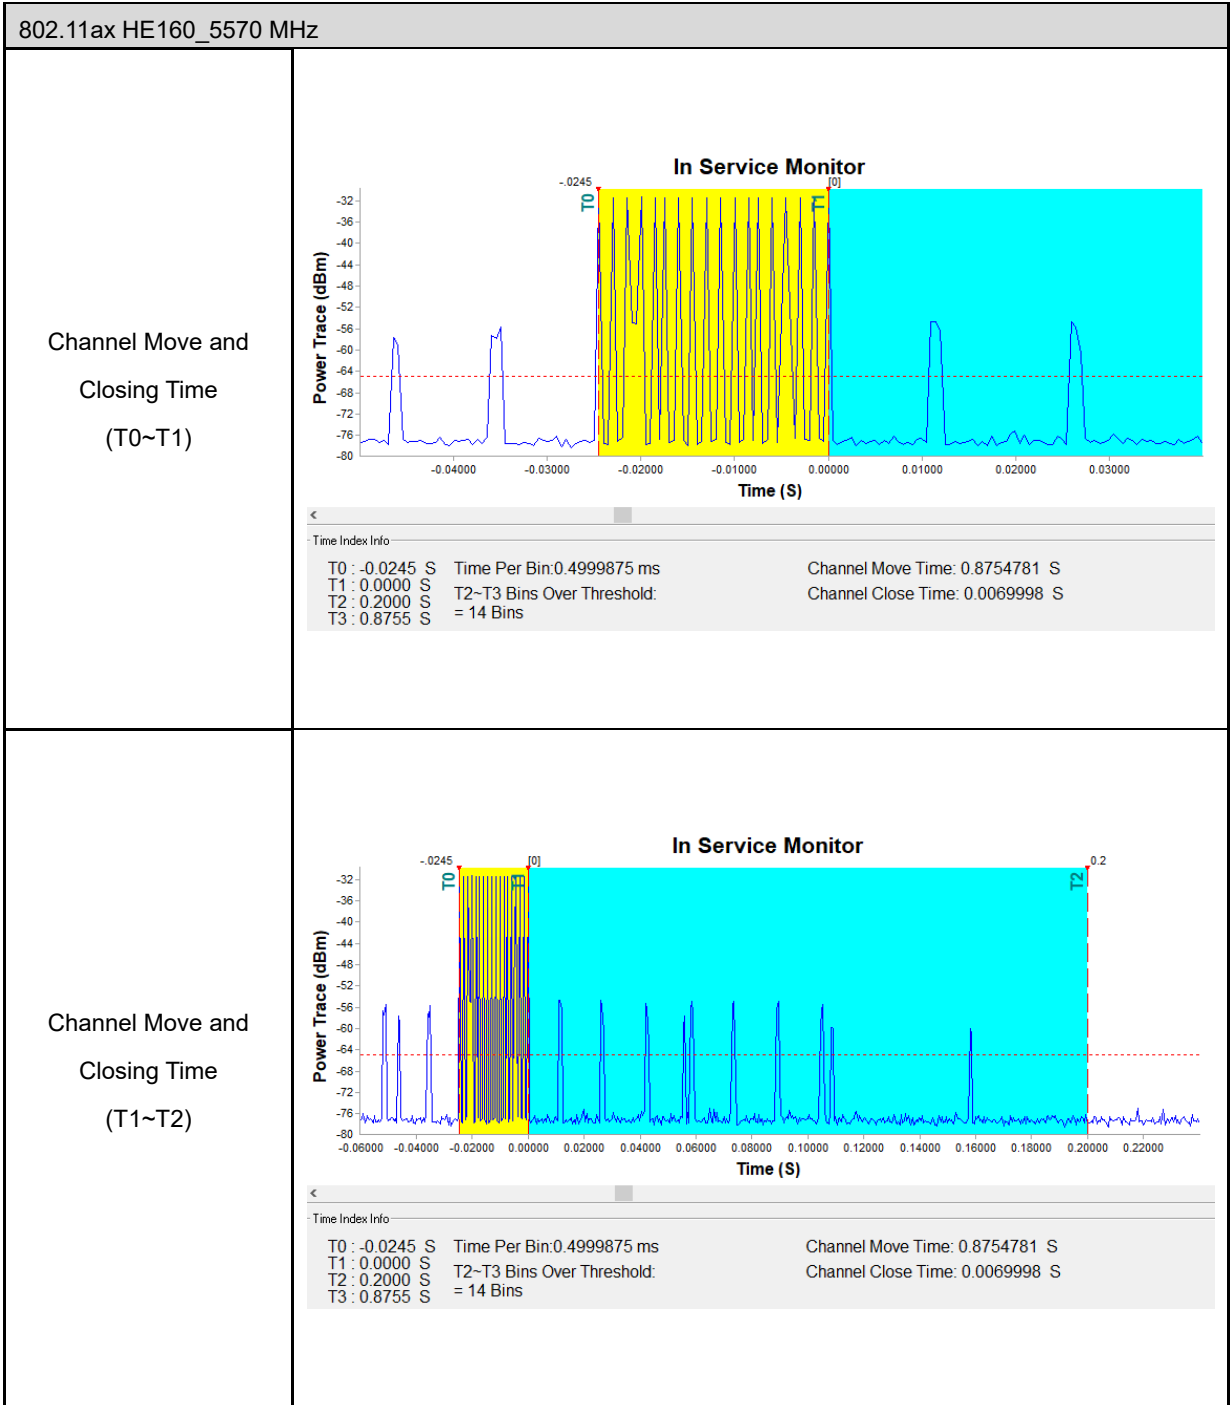 802.11ax HE160_5570 MHz
Channel Move and
Closing Time
(T0~T1)
In Service Monitor
-.0245
[0]
T0
T1
-32
-36
-40
-44
-48
-52
-56
-60
-64
-68
-72
-76
-80
Power Trace (dBm)
-0.04000 -0.03000 -0.02000 -0.01000 0.00000 0.01000 0.02000 0.03000
Time (S)
<
Time Index Info
T0 : -0.0245 S Time Per Bin:0.4999875 ms Channel Move Time: 0.8754781 S
T1 : 0.0000 S
T2 : 0.2000 S T2~T3 Bins Over Threshold: Channel Close Time: 0.0069998 S
T3 : 0.8755 S = 14 Bins
Channel Move and
Closing Time
(T1~T2)
In Service Monitor
-.0245
[0]
0.2
T0
T1
T2
-32
-36
-40
-44
-48
-52
-56
-60
-64
-68
-72
-76
-80
Power Trace (dBm)
-0.06000 -0.04000 -0.02000 0.00000 0.02000 0.04000 0.06000 0.08000 0.10000 0.12000 0.14000 0.16000 0.18000 0.20000 0.22000
Time (S)
<
Time Index Info
T0 : -0.0245 S Time Per Bin:0.4999875 ms Channel Move Time: 0.8754781 S
T1 : 0.0000 S
T2 : 0.2000 S T2~T3 Bins Over Threshold: Channel Close Time: 0.0069998 S
T3 : 0.8755 S = 14 Bins